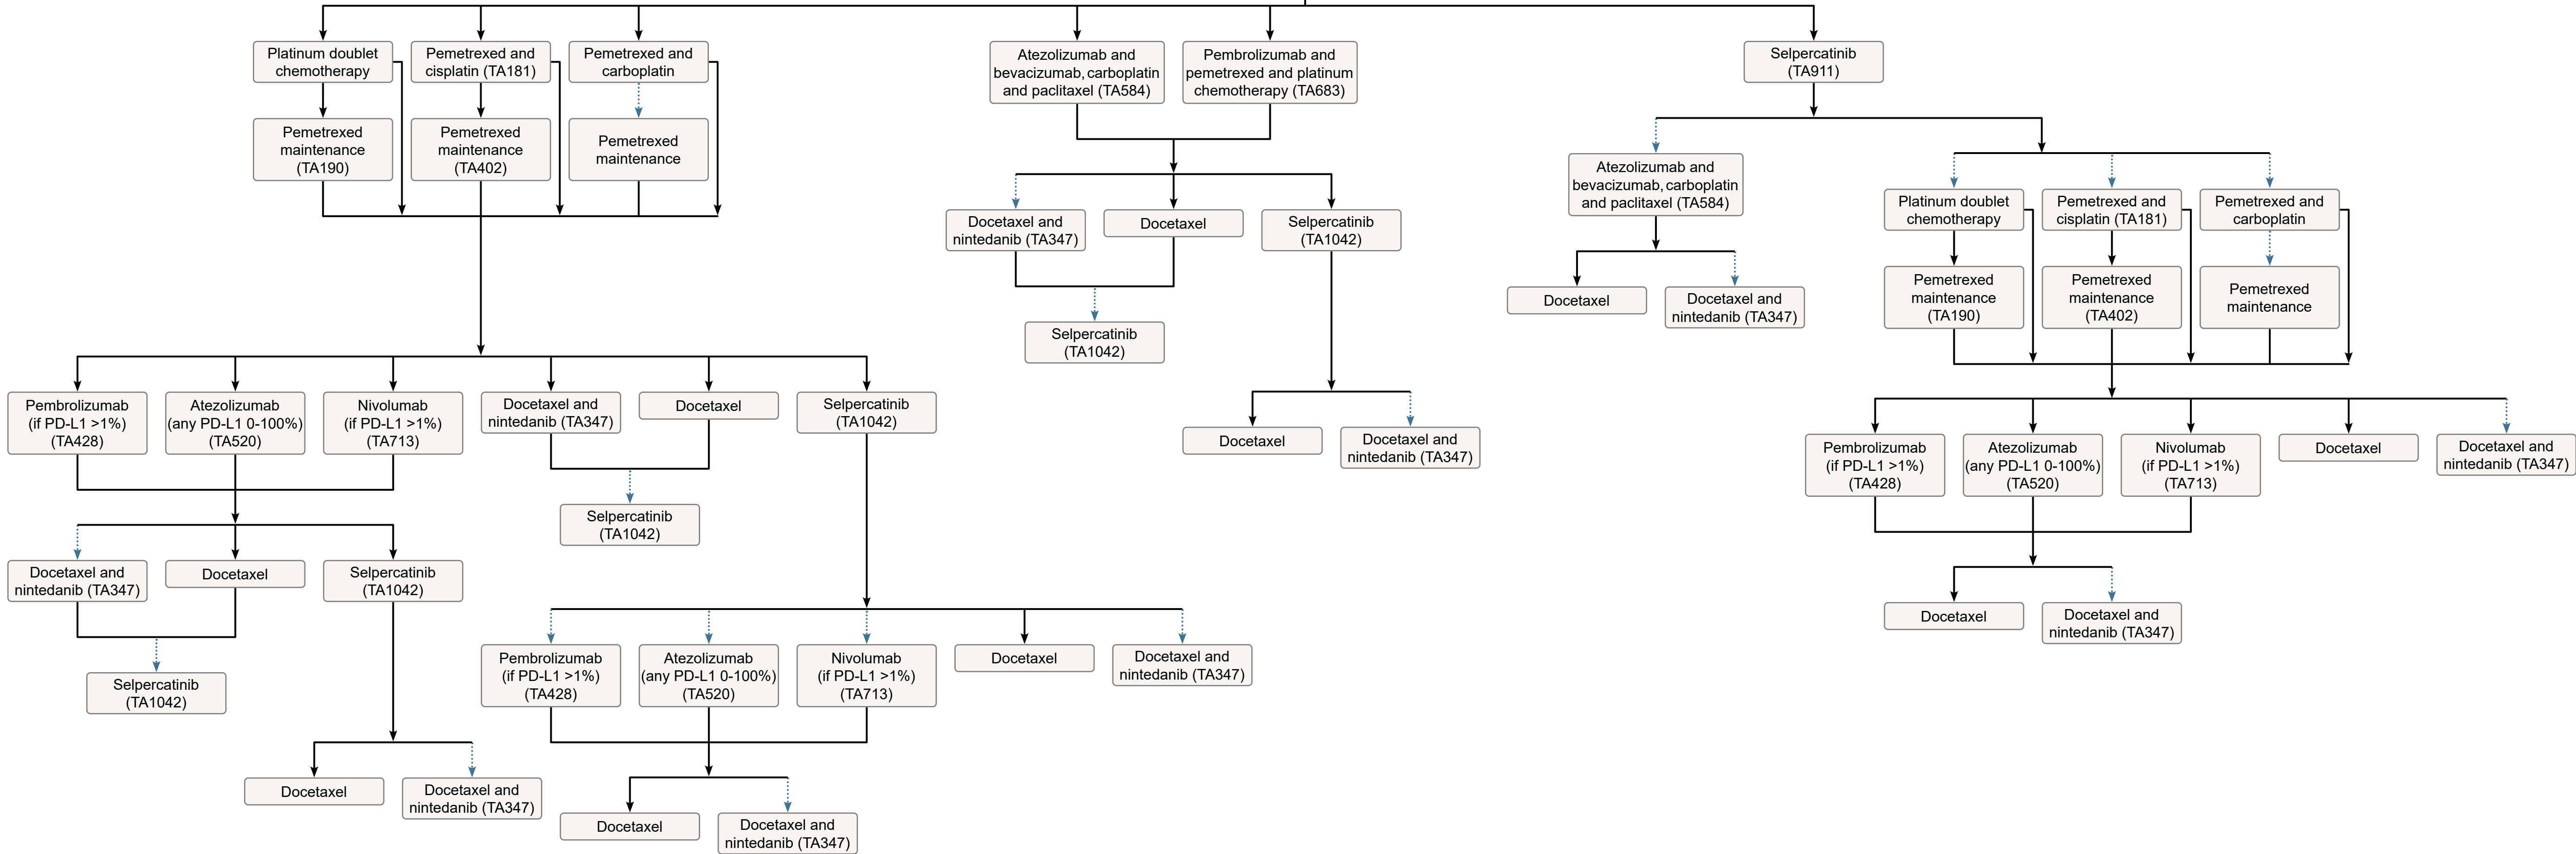 Platinum doublet
chemotherapy
Pemetrexed and
cisplatin (TA181)
Pemetrexed and
carboplatin
Pemetrexed
maintenance
(TA190)
Pemetrexed
maintenance
(TA402)
Pemetrexed
maintenance
Pembrolizumab
(if PD-L1 >1%)
(TA428)
Atezolizumab
(any PD-L1 0-100%)
(TA520)
Nivolumab
(if PD-L1 >1%)
(TA713)
Docetaxel and
nintedanib (TA347)
Docetaxel
Selpercatinib
(TA1042)
Selpercatinib
(TA1042)
Docetaxel and
nintedanib (TA347)
Docetaxel
Selpercatinib
(TA1042)
Selpercatinib
(TA1042)
Docetaxel
Docetaxel and
nintedanib (TA347)
Pembrolizumab
(if PD-L1 >1%)
(TA428)
Atezolizumab
(any PD-L1 0-100%)
(TA520)
Nivolumab
(if PD-L1 >1%)
(TA713)
Docetaxel
Docetaxel and
nintedanib (TA347)
Docetaxel
Docetaxel and
nintedanib (TA347)
Atezolizumab and
bevacizumab, carboplatin
and paclitaxel (TA584)
Pembrolizumab and
pemetrexed and platinum
chemotherapy (TA683)
Docetaxel and
nintedanib (TA347)
Docetaxel
Selpercatinib
(TA1042)
Selpercatinib
(TA1042)
Docetaxel
Docetaxel and
nintedanib (TA347)
Selpercatinib
(TA911)
Atezolizumab and
bevacizumab, carboplatin
and paclitaxel (TA584)
Docetaxel
Docetaxel and
nintedanib (TA347)
Platinum doublet
chemotherapy
Pemetrexed and
cisplatin (TA181)
Pemetrexed and
carboplatin
Pemetrexed
maintenance
(TA190)
Pemetrexed
maintenance
(TA402)
Pemetrexed
maintenance
Pembrolizumab
(if PD-L1 >1%)
(TA428)
Atezolizumab
(any PD-L1 0-100%)
(TA520)
Nivolumab
(if PD-L1 >1%)
(TA713)
Docetaxel
Docetaxel and
nintedanib (TA347)
Docetaxel
Docetaxel and
nintedanib (TA347)